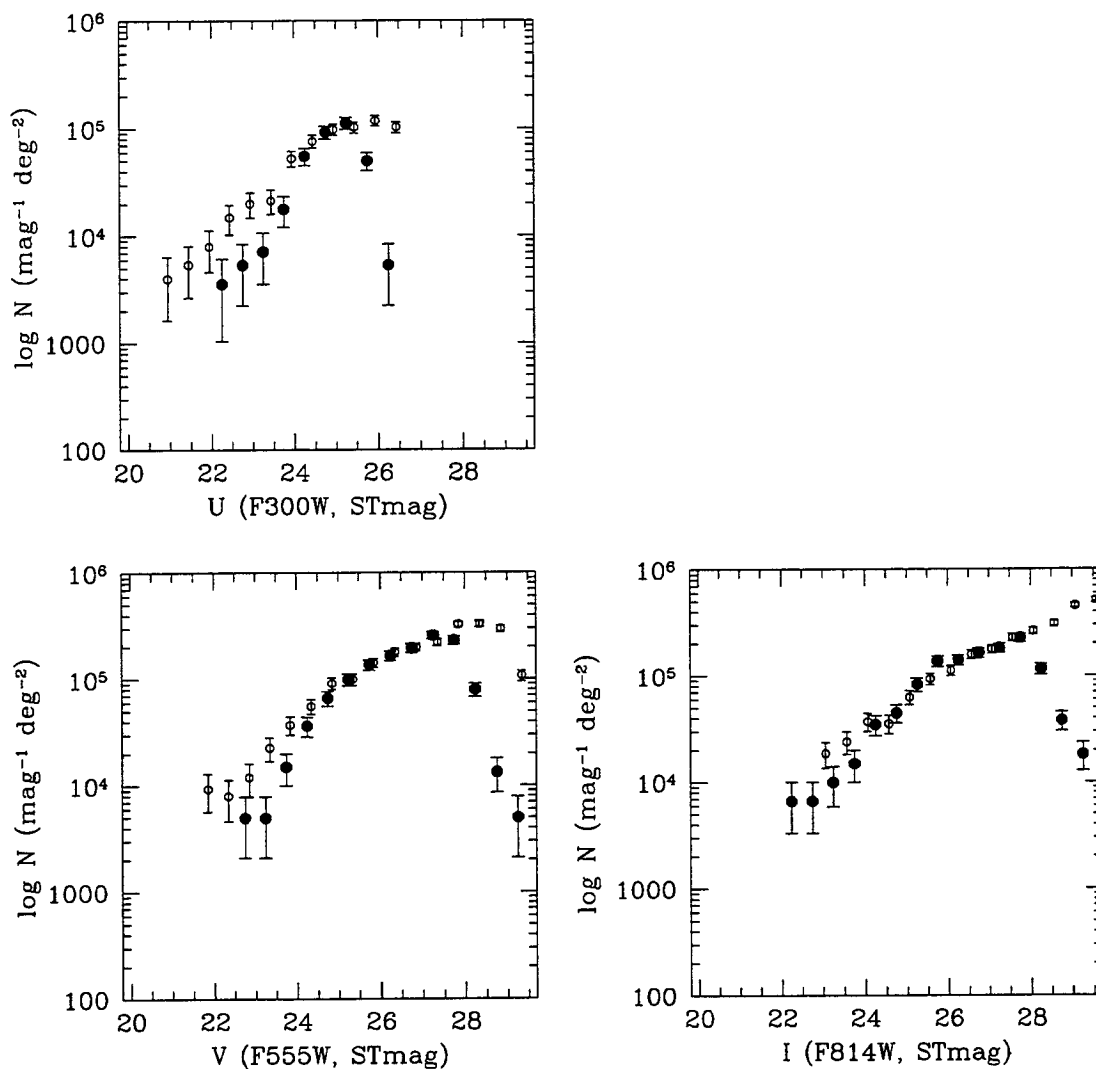 10⁶
10⁵
10⁴
1000
100
log N (mag⁻¹ deg⁻²)
20 22 24 26 28
U (F300W, STmag)
10⁶
10⁵
10⁴
1000
100
log N (mag⁻¹ deg⁻²)
20 22 24 26 28
V (F555W, STmag)
10⁶
10⁵
10⁴
1000
100
log N (mag⁻¹ deg⁻²)
20 22 24 26 28
I (F814W, STmag)